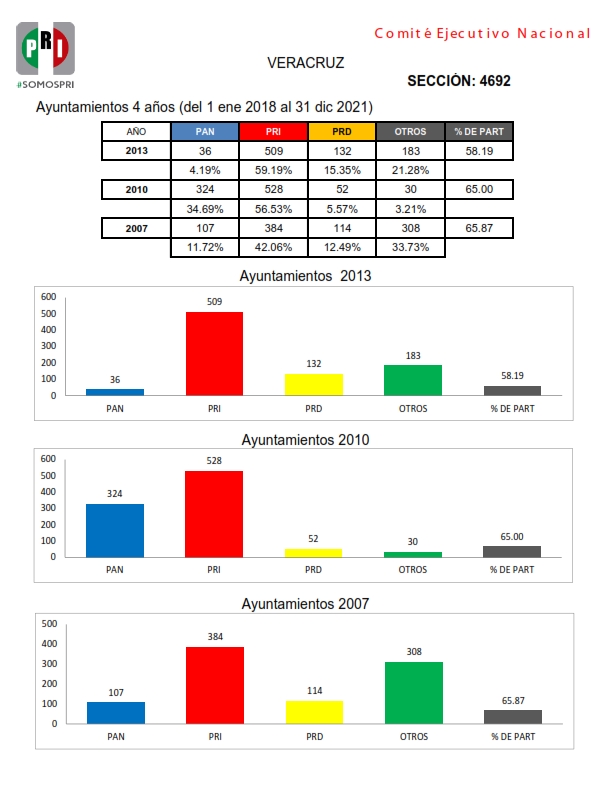 Comité Ejecutivo Nacional
PRI
#SOMOSPRI
VERACRUZ
SECCIÓN: 4692
Ayuntamientos 4 años (del 1 ene 2018 al 31 dic 2021)
AÑO PAN PRI PRD OTROS % DE PART
2013 36 509 132 183 58.19
4.19% 59.19% 15.35% 21.28%
2010 324 528 52 30 65.00
34.69% 56.53% 5.57% 3.21%
2007 107 384 114 308 65.87
11.72% 42.06% 12.49% 33.73%
Ayuntamientos 2013
600
500
400
300
200
100
0
36 509 132 183 58.19
PAN PRI PRD OTROS % DE PART
Ayuntamientos 2010
600
500
400
300
200
100
0
324 528 52 30 65.00
PAN PRI PRD OTROS % DE PART
Ayuntamientos 2007
500
400
300
200
100
0
107 384 114 308 65.87
PAN PRI PRD OTROS % DE PART